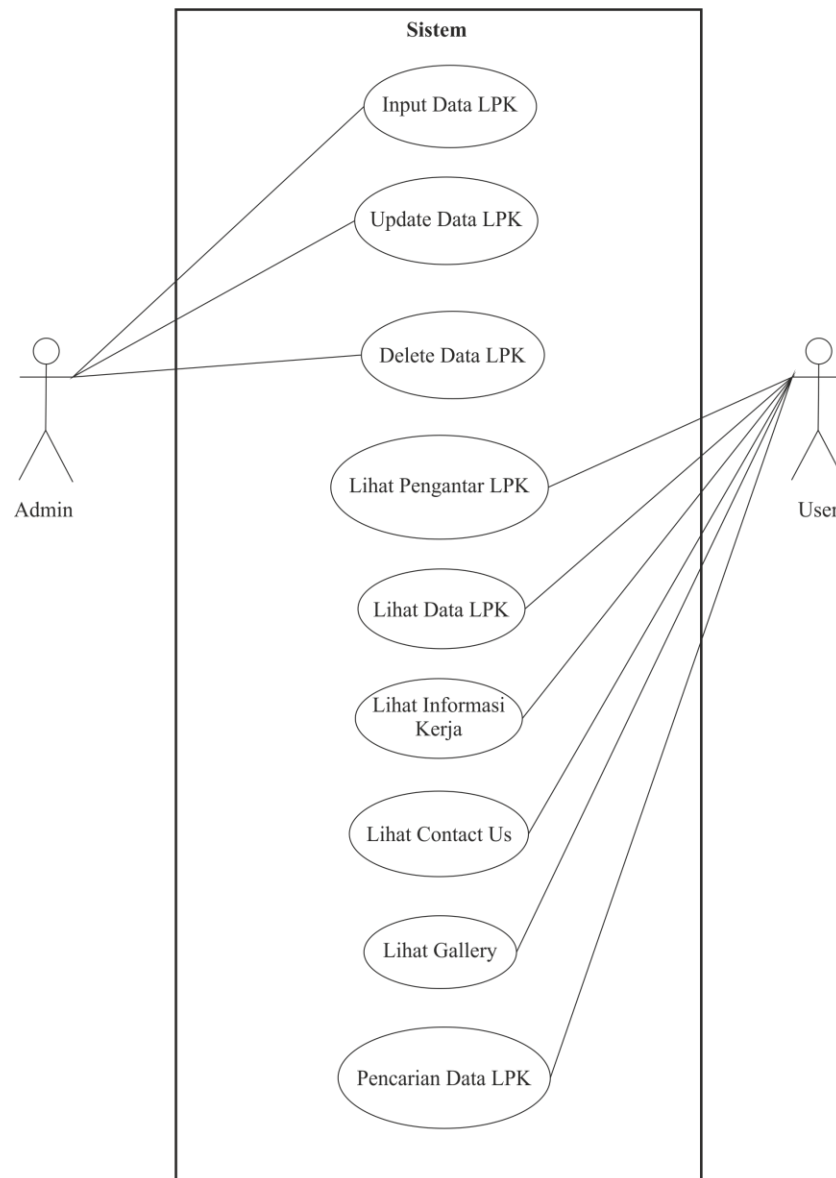 Sistem
Input Data LPK
Update Data LPK
Delete Data LPK
Lihat Pengantar LPK
Admin
User
Lihat Data LPK
Lihat Informasi
Kerja
Lihat Contact Us
Lihat Gallery
Pencarian Data LPK